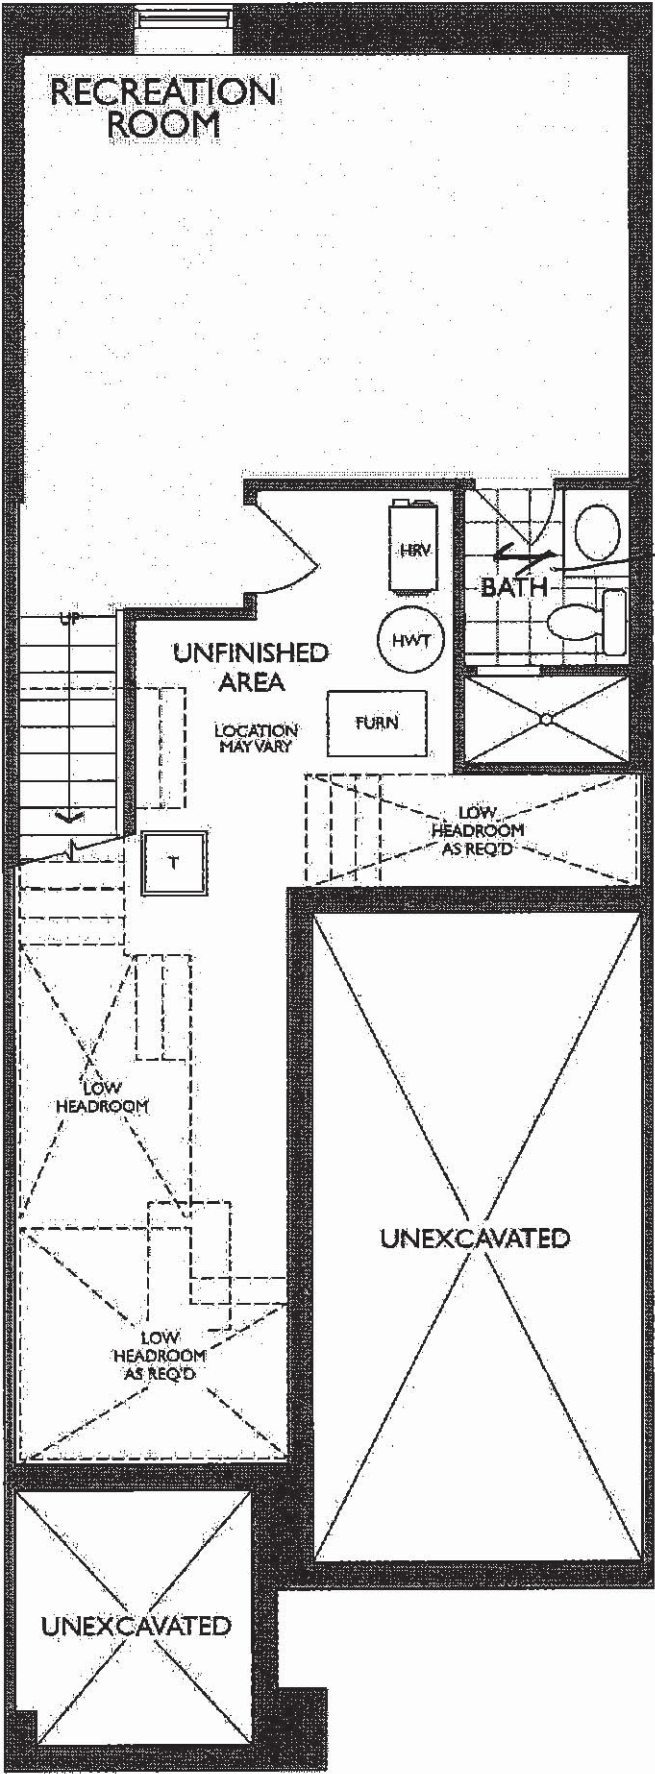 RECREATION
ROOM
HRV
BATH
UP
HWT
UNFINISHED
AREA
LOCATION
MAY VARY
FURN
LOW
HEADROOM
AS REQ'D
T
LOW
HEADROOM
UNEXCAVATED
LOW
HEADROOM
AS REQ'D
UNEXCAVATED